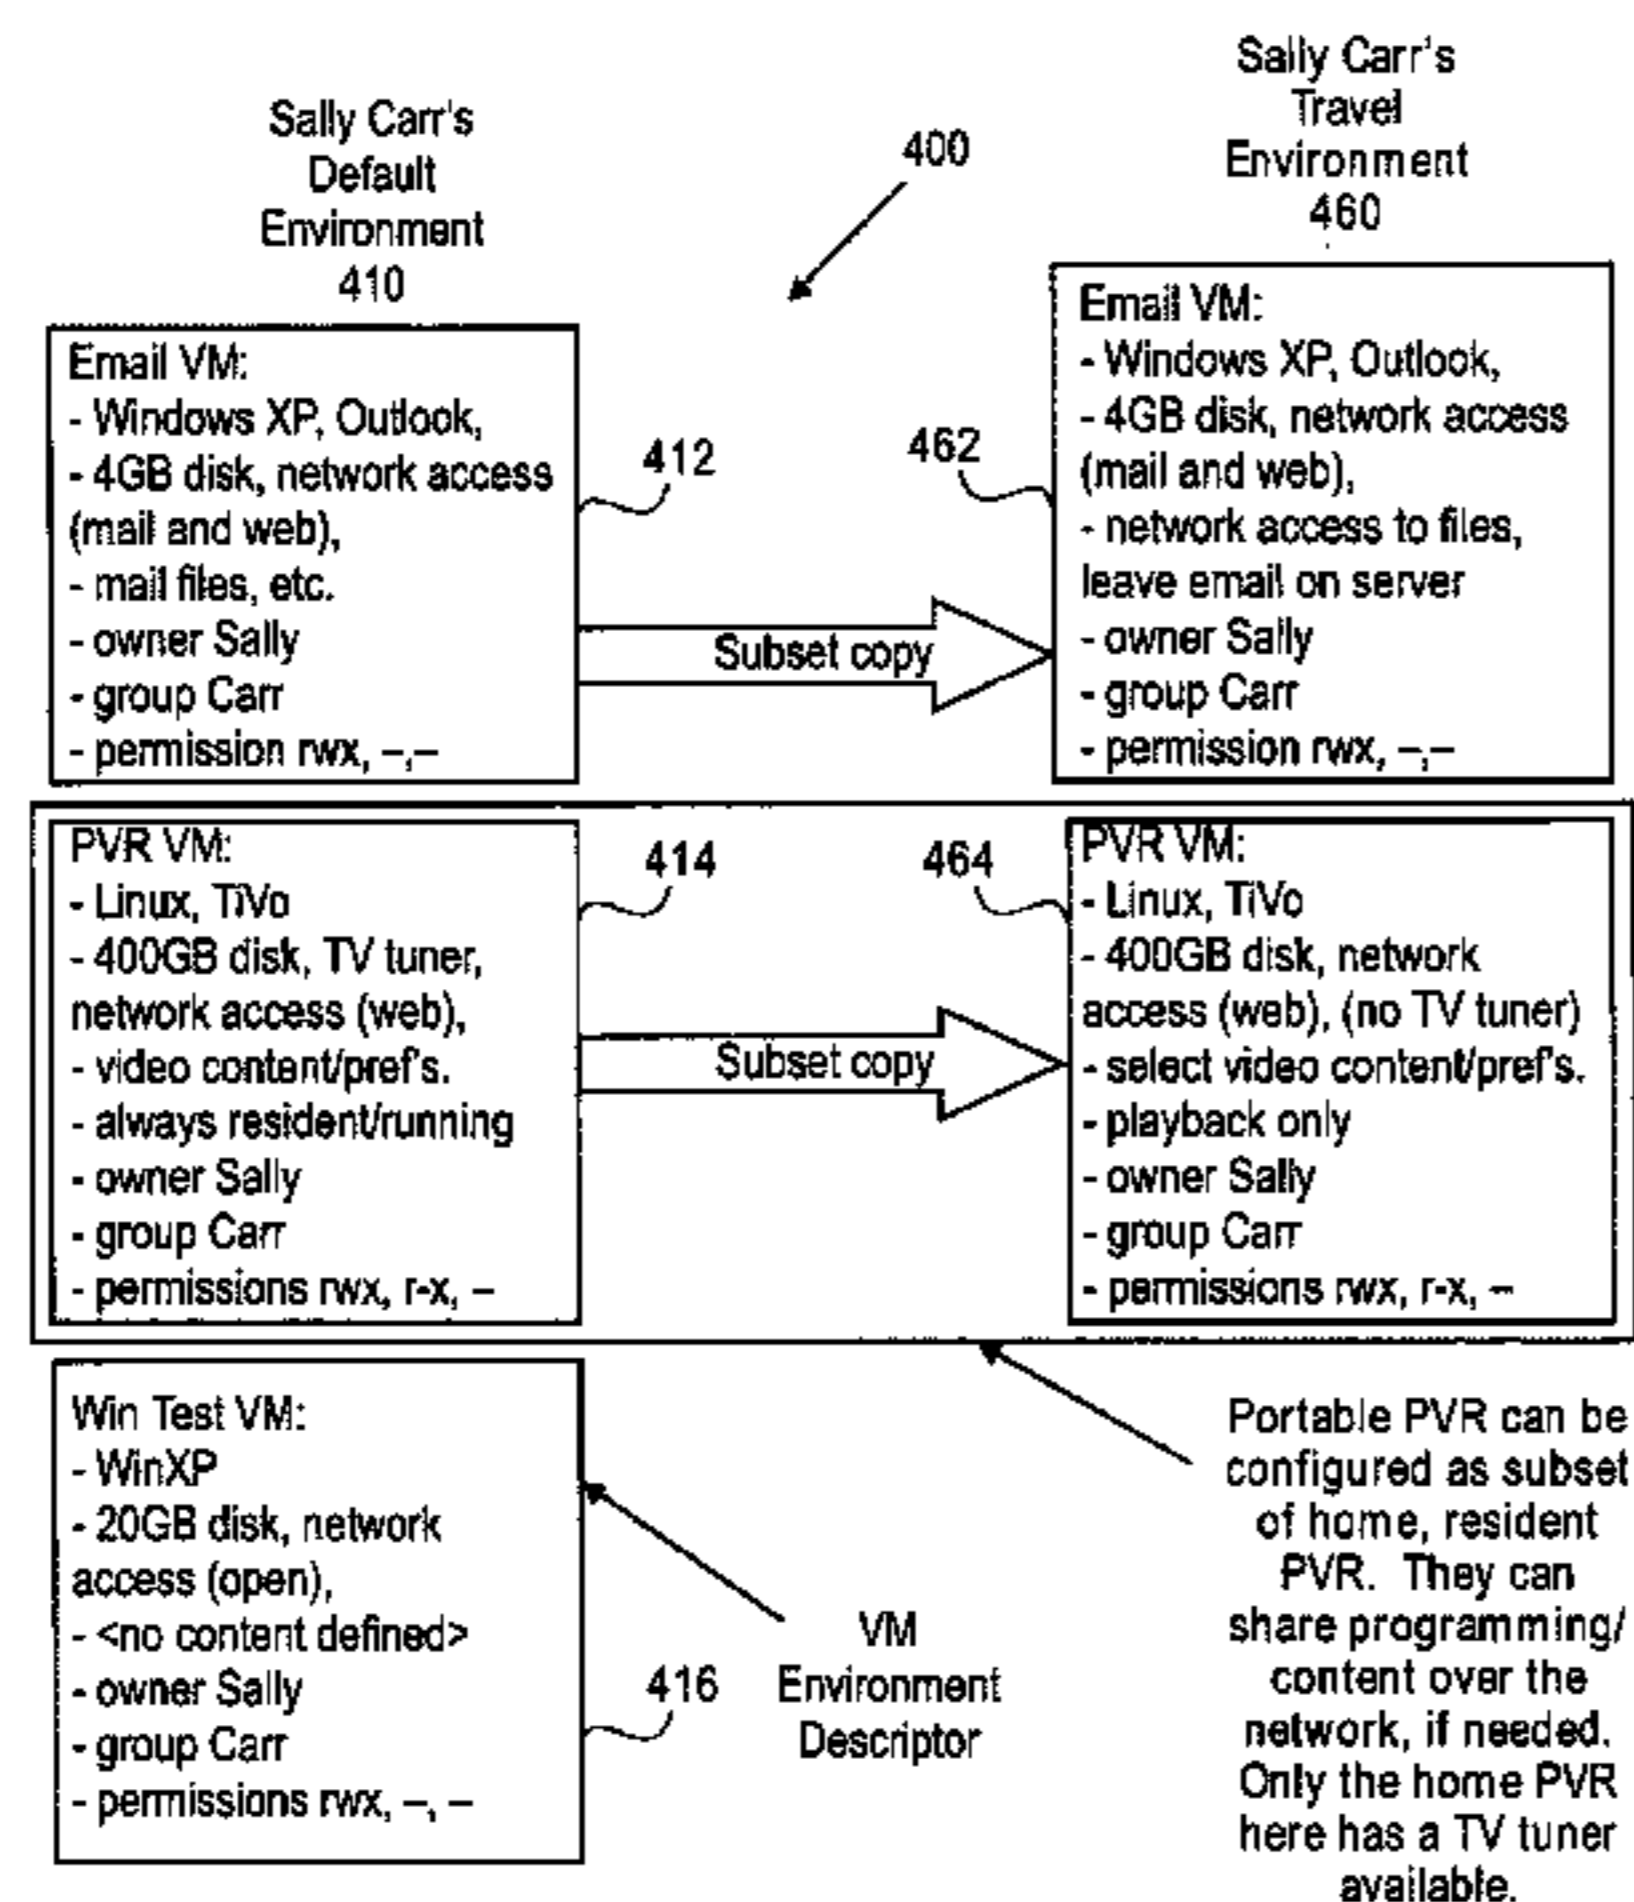 Sally Carr's
Default
Environment
410
400
Sally Carr's
Travel
Environment
460
Email VM:
- Windows XP, Outlook,
- 4GB disk, network access
(mail and web),
- mail files, etc.
- owner Sally
- group Carr
- permission rwx, –,–
412
Subset copy
462
Email VM:
- Windows XP, Outlook,
- 4GB disk, network access
(mail and web),
- network access to files,
leave email on server
- owner Sally
- group Carr
- permission rwx, –,–
PVR VM:
- Linux, TiVo
- 400GB disk, TV tuner,
network access (web),
- video content/pref's.
- always resident/running
- owner Sally
- group Carr
- permissions rwx, r-x, –
414
Subset copy
464
PVR VM:
- Linux, TiVo
- 400GB disk, network
access (web), (no TV tuner)
- select video content/pref's.
- playback only
- owner Sally
- group Carr
- permissions rwx, r-x, –
Win Test VM:
- WinXP
- 20GB disk, network
access (open),
- <no content defined>
- owner Sally
- group Carr
- permissions rwx, –, –
416
VM
Environment
Descriptor
Portable PVR can be
configured as subset
of home, resident
PVR. They can
share programming/
content over the
network, if needed.
Only the home PVR
here has a TV tuner
available.